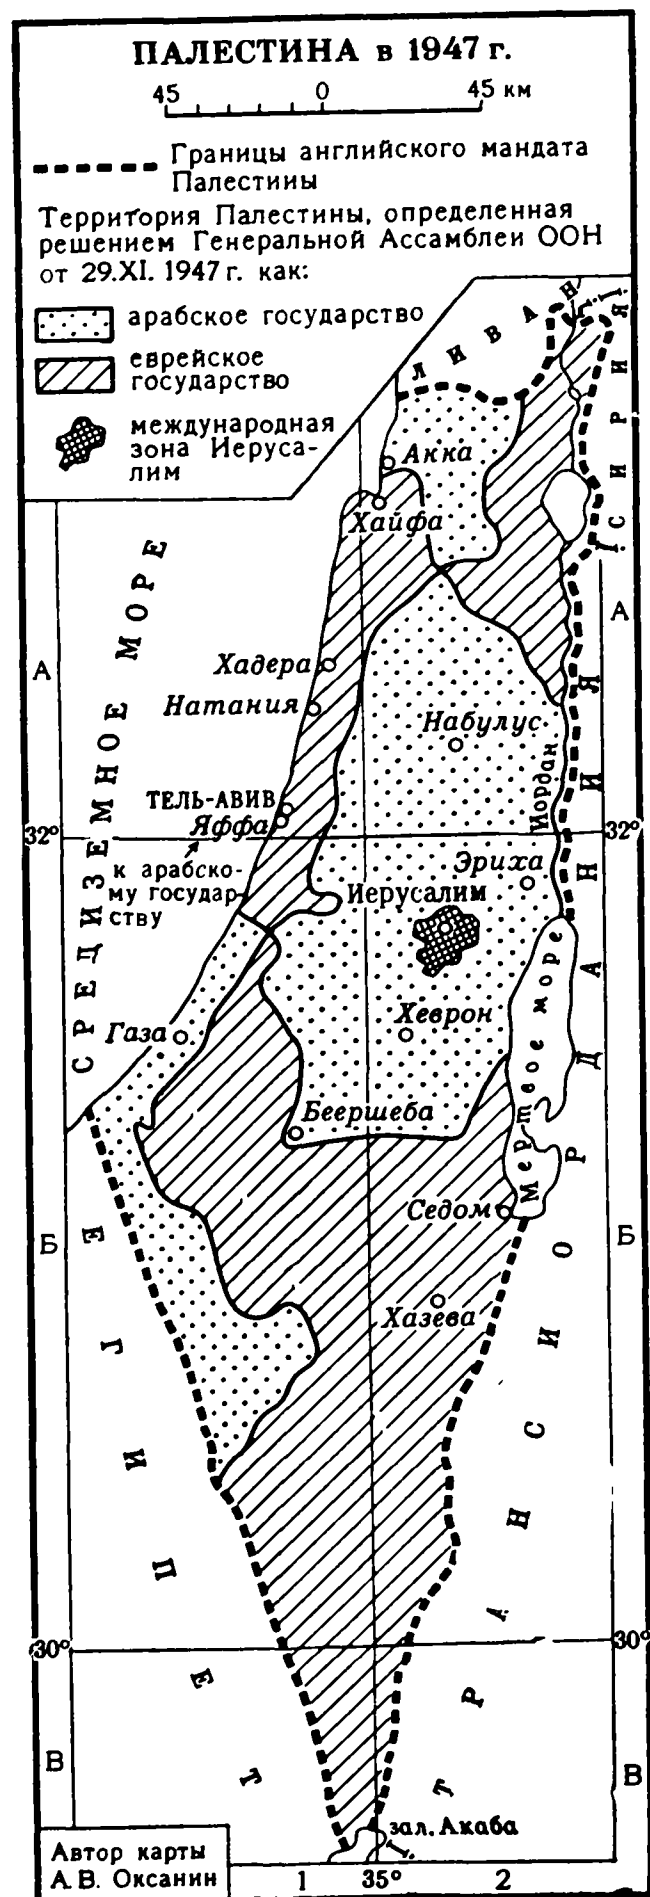 ПАЛЕСТИНА в 1947 г.
45 0 45 км
Границы английского мандата
Палестины
Территория Палестины, определенная
решением Генеральной Ассамблеи ООН
от 29.XI. 1947 г. как:
арабское государство
еврейское
государство
международная
зона Иеруса-
лим
ЛИВАН
СИРИЯ
СРЕДИЗЕМНОЕ МОРЕ
Акка
Хайфа
А
А
Хадера
Натания
Набулус
Иордан
ТЕЛЬ-АВИВ
Яффа
32°
32°
к арабско-
му государ-
ству
Эриха
Иерусалим
Мертвое море
Газа
Хеврон
Беершеба
Седом
Б
Б
Хазева
ЕГИПЕТ
ТРАНСИОРДАНИЯ
30°
30°
В
В
зал. Акаба
Автор карты
А.В. Оксанин
1 35° 2